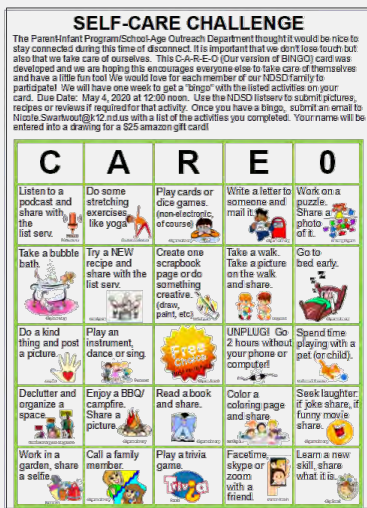 SELF-CARE CHALLENGE
The Parent-Infant Program/School-Age Outreach Department thought it would be nice to
stay connected during this time of disconnect. It is important that we don't lose touch but
also that we take care of ourselves. This C-A-R-E-D (Our version of BINGO) card was
developed and we are hoping this encourages everyone else to take care of themselves
and have a little fun too! We would love for each member of our NDSD family to
participate! We will have one week to get a "bingo" with the listed activities on your
card. Due Date: May 4, 2020 at 12:00 noon. Use the NDSD listserv to submit pictures,
recipes or reviews if required for that activity. Once you have a bingo, submit an email to
Nicole.Swartwout@k12.nd.us with a list of the activities you completed. Your name will be
entered into a drawing for a $25 amazon gift card!
C A R E 0
Listen to a
podcast and
share with
the
list serv.
Do some
stretching
exercises
like yoga
Play cards or
dice games.
(non-electronic,
of course)
Write a letter to
someone and
mail it.
Work on a
puzzle.
Share a
photo
of it.
Take a bubble
bath.
Try a NEW
recipe and
share with the
list serv.
Create one
scrapbook
page or do
something
creative.
(draw,
paint, etc)
Take a walk.
Take a picture
on the walk
and share.
Go to
bed early.
Do a kind
thing and post
a picture.
Play an
instrument,
dance or sing.
Free
Choice
UNPLUG! Go
2 hours without
your phone or
computer!
Spend time
playing with a
pet (or child).
Declutter and
organize a
space.
Enjoy a BBQ/
campfire.
Share a
picture.
Read a book
and share.
Color a
coloring page
and share
Seek laughter:
if joke share, if
funny movie
share.
Work in a
garden, share
a selfie.
Call a family
member.
Play a trivia
game.
Trivia
Facetime,
skype or
zoom
with a
friend.
Learn a new
skill, share
what it is.